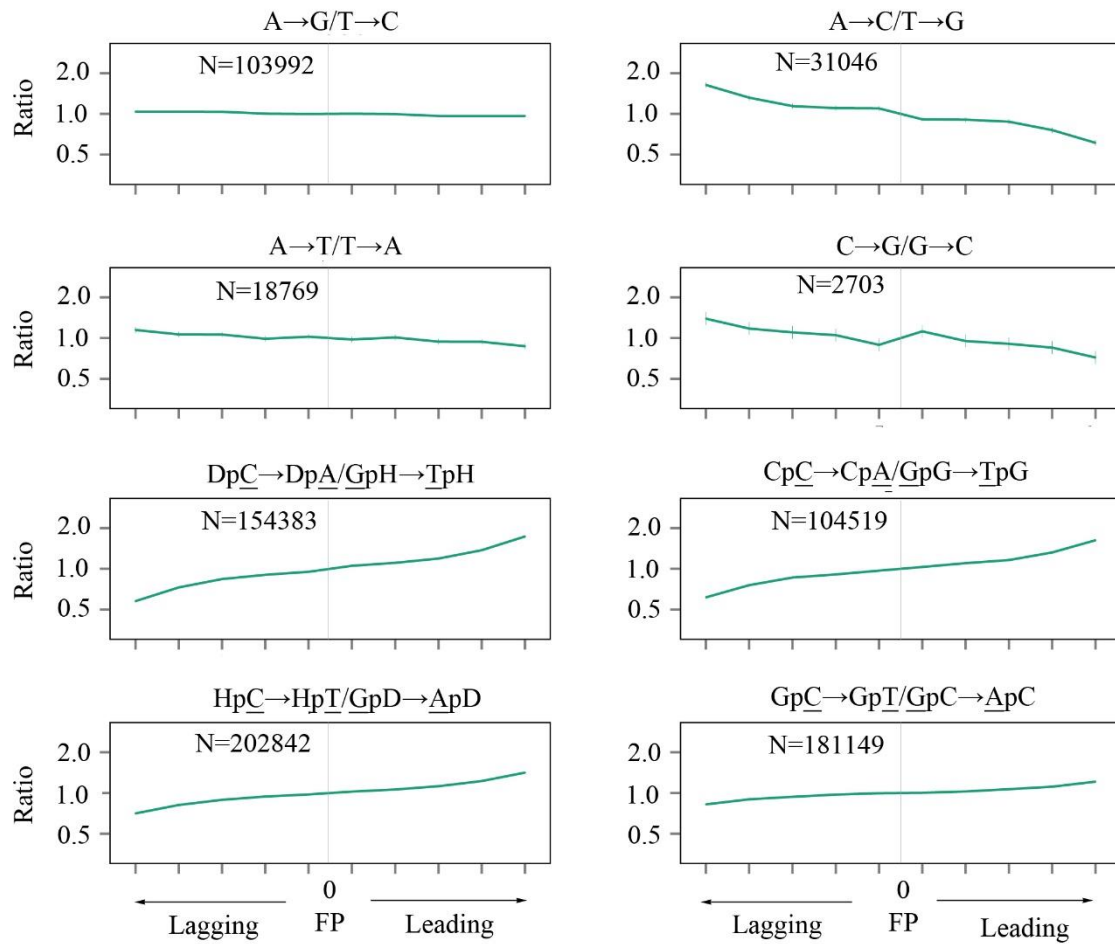 A→G/T→C
N=103992
Ratio
2.0
1.0
0.5
A→C/T→G
N=31046
2.0
1.0
0.5
A→T/T→A
N=18769
Ratio
2.0
1.0
0.5
C→G/G→C
N=2703
2.0
1.0
0.5
DpC→DpA/GpH→TpH
N=154383
Ratio
2.0
1.0
0.5
CpC→CpA/GpG→TpG
N=104519
2.0
1.0
0.5
HpC→HpT/GpD→ApD
N=202842
Ratio
2.0
1.0
0.5
GpC→GpT/GpC→ApC
N=181149
2.0
1.0
0.5
0
Lagging FP Leading
0
Lagging FP Leading